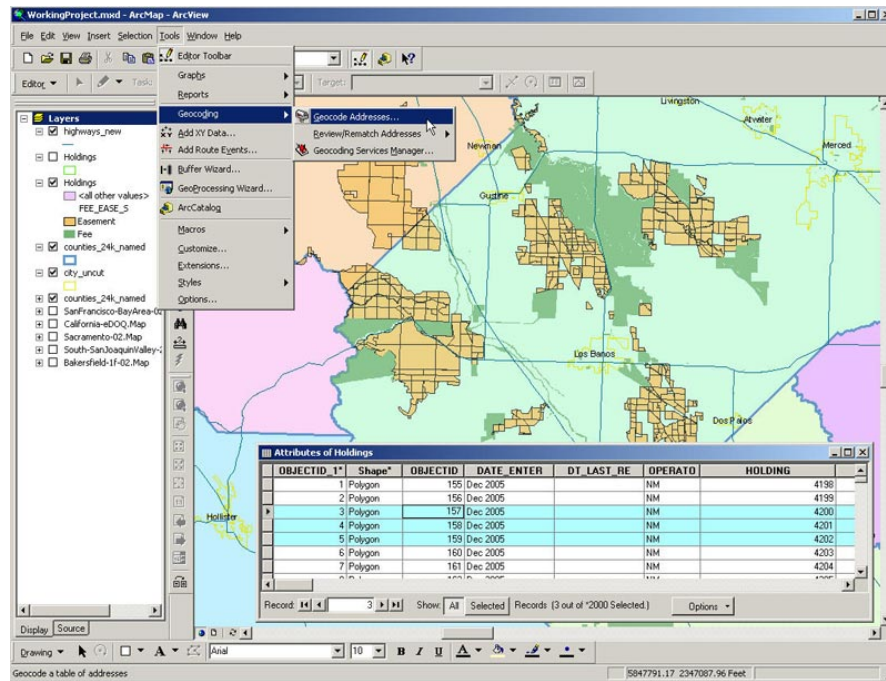 WorkingProject.mxd - ArcMap - ArcView
File Edit View Insert Selection Tools Window Help
Editor Task: Target:
Editor Toolbar
Graphs
Reports
Geocoding
Add XY Data...
Add Route Events...
Buffer Wizard...
GeoProcessing Wizard...
ArcCatalog
Macros
Customize...
Extensions...
Styles
Options...
Geocode Addresses...
Review/Rematch Addresses
Geocoding Services Manager...
Layers
highways_new
Holdings
Holdings
<all other values>
FEE_EASE_S
Easement
Fee
counties_24k_named
city_uncut
counties_24k_named
SanFrancisco-BayArea-0
California-eDOQ.Map
Sacramento-02.Map
South-SanJoaquinValley-
Bakersfield-1f-02.Map
Livingston
Atwater
Merced
Newman
Gustine
Los Banos
Dos Palos
Hollister
Attributes of Holdings
OBJECTID_1* Shape* OBJECTID DATE_ENTER DT_LAST_RE OPERATO HOLDING
1 Polygon 155 Dec 2005 NM 4198
2 Polygon 156 Dec 2005 NM 4199
3 Polygon 157 Dec 2005 NM 4200
4 Polygon 158 Dec 2005 NM 4201
5 Polygon 159 Dec 2005 NM 4202
6 Polygon 160 Dec 2005 NM 4203
7 Polygon 161 Dec 2005 NM 4204
Record: 3 Show: All Selected Records (3 out of *2000 Selected.) Options
Display Source
Drawing A Arial 10 B I U A
Geocode a table of addresses 5847791.17 2347087.96 Feet